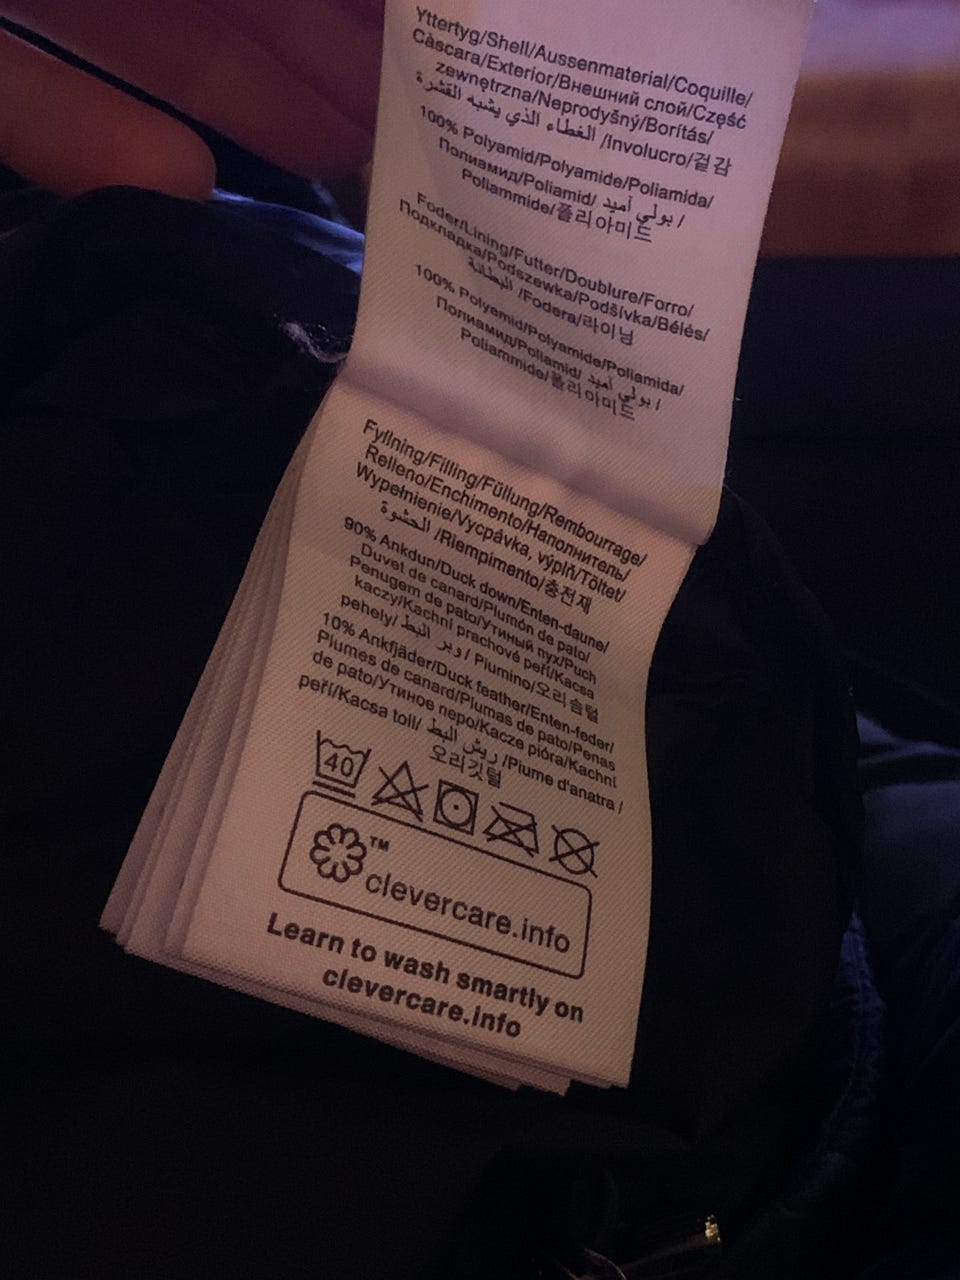 Yttertyg/Shell/Aussenmaterial/Coquille/
Càscara/Exterior/Внешний слой/Część
zewnętrzna/Neprodyšný/Borítás/
الغطاء الذي يشبه القشرة /Involucro/겉감
100% Polyamid/Polyamide/Poliamida/
Полиамид/Poliamid/ بولي أميد /
Poliammide/폴리아미드
Foder/Lining/Futter/Doublure/Forro/
Подкладка/Podszewka/Podšívka/Bélés/
البطانة /Fodera/라이닝
100% Polyamid/Polyamide/Poliamida/
Полиамид/Poliamid/ بولي أميد /
Poliammide/폴리아미드
Fyllning/Filling/Füllung/Rembourrage/
Relleno/Enchimento/Наполнитель/
Wypełnienie/Vycpávka, výplň/Töltet/
الحشوة /Riempimento/충전재
90% Ankdun/Duck down/Enten-daune/
Duvet de canard/Plumón de pato/
Penugem de pato/Утиный пух/Puch
kaczy/Kachní prachové peří/Kacsa
pehely/ وبر البط / Piumino/오리솜털
10% Ankfjäder/Duck feather/Enten-feder/
Plumes de canard/Plumas de pato/Penas
de pato/Утиное перо/Kacze pióra/Kachní
peří/Kacsa toll/ ريش البط /Piume d'anatra /
오리깃털
40
TM
clevercare.info
Learn to wash smartly on
clevercare.info